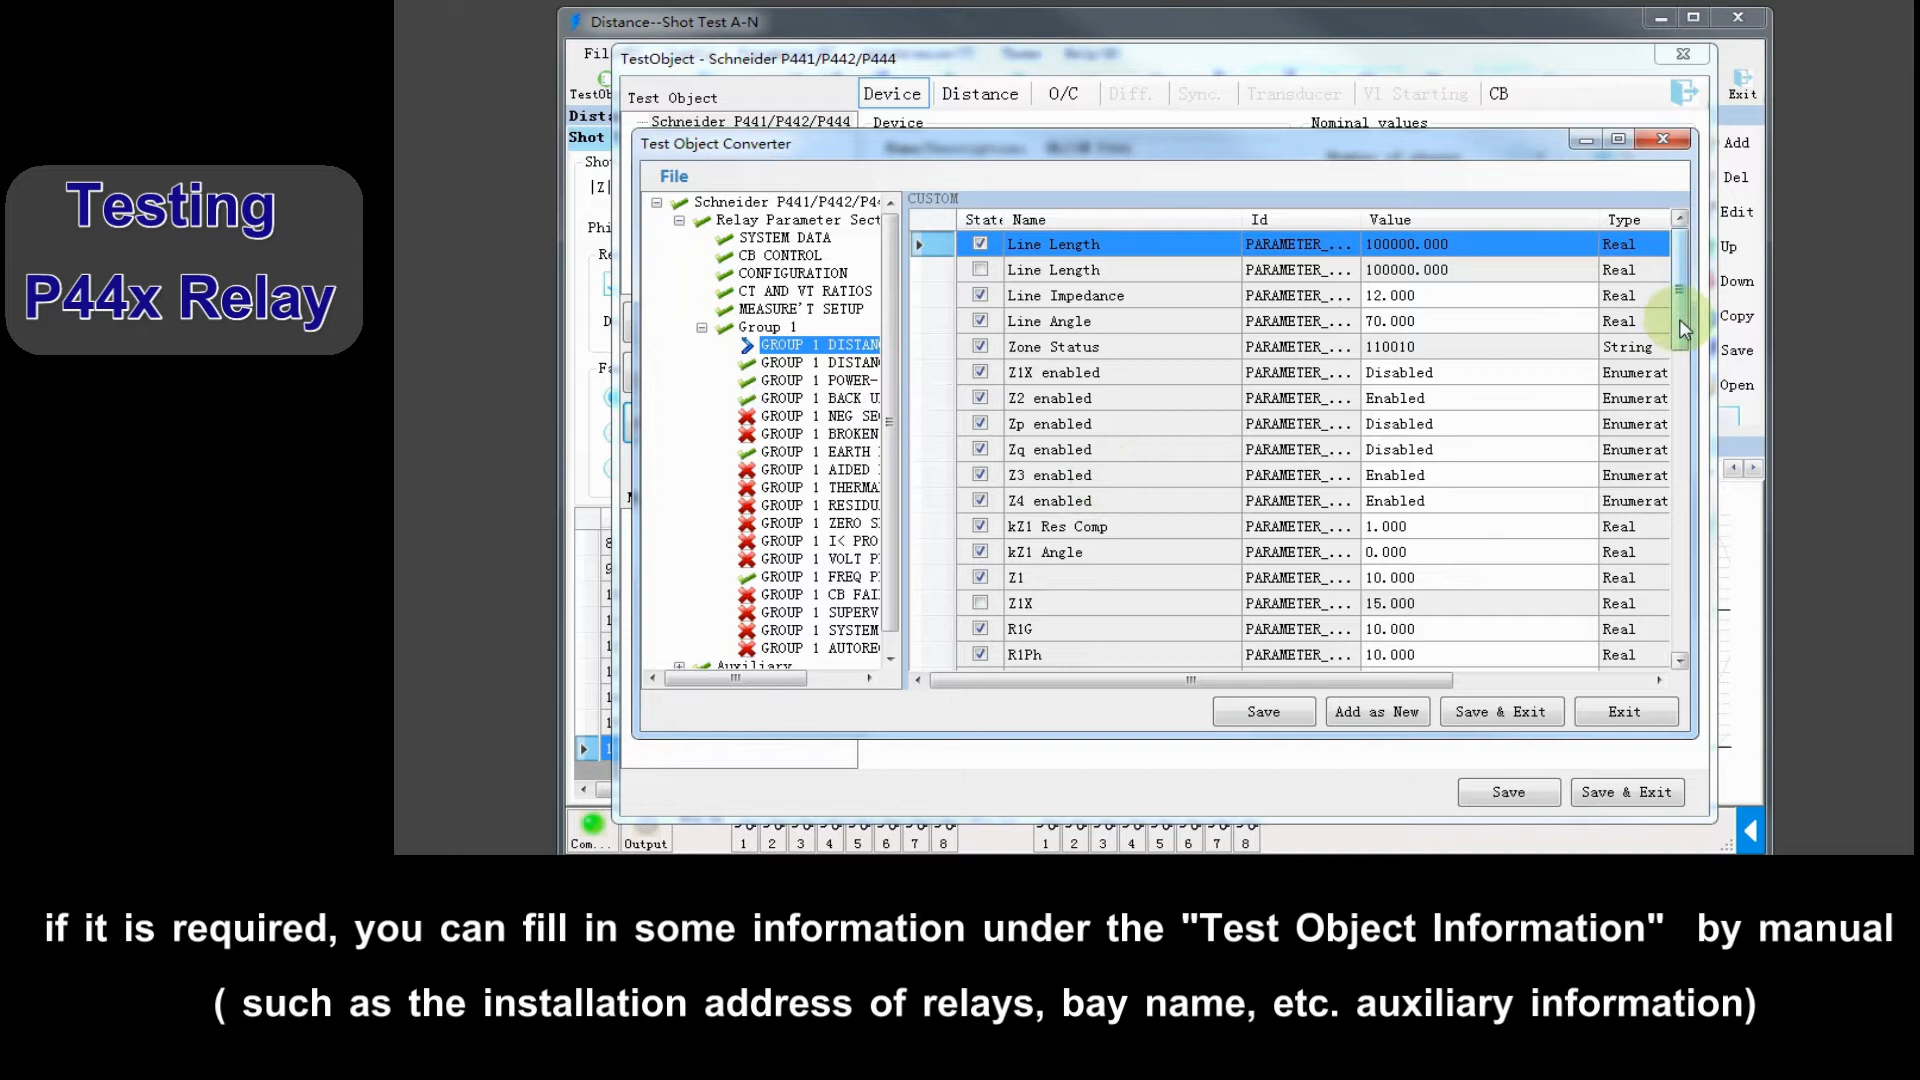 Distance--Shot Test A-N
TestObject - Schneider P441/P442/P444
Test Object
Device
Distance
O/C
Diff.
Sync.
Transducer
VI Starting
CB
Exit
Schneider P441/P442/P444
Device
Nominal values
Shot
Test Object Converter
Add
Del
Edit
Up
Down
Copy
Save
Open
File
CUSTOM
Schneider P441/P442/P4
Relay Parameter Sect
SYSTEM DATA
CB CONTROL
CONFIGURATION
CT AND VT RATIOS
MEASURE'T SETUP
Group 1
GROUP 1 DISTAN
GROUP 1 DISTAN
GROUP 1 POWER-
GROUP 1 BACK U
GROUP 1 NEG SE
GROUP 1 BROKEN
GROUP 1 EARTH
GROUP 1 AIDED
GROUP 1 THERMA
GROUP 1 RESIDU
GROUP 1 ZERO S
GROUP 1 I< PRO
GROUP 1 VOLT P
GROUP 1 FREQ P
GROUP 1 CB FAI
GROUP 1 SUPERV
GROUP 1 SYSTEM
GROUP 1 AUTORE
Auxiliary
State Name Id Value Type
Line Length PARAMETER_... 100000.000 Real
Line Length PARAMETER_... 100000.000 Real
Line Impedance PARAMETER_... 12.000 Real
Line Angle PARAMETER_... 70.000 Real
Zone Status PARAMETER_... 110010 String
Z1X enabled PARAMETER_... Disabled Enumerat
Z2 enabled PARAMETER_... Enabled Enumerat
Zp enabled PARAMETER_... Disabled Enumerat
Zq enabled PARAMETER_... Disabled Enumerat
Z3 enabled PARAMETER_... Enabled Enumerat
Z4 enabled PARAMETER_... Enabled Enumerat
kZ1 Res Comp PARAMETER_... 1.000 Real
kZ1 Angle PARAMETER_... 0.000 Real
Z1 PARAMETER_... 10.000 Real
Z1X PARAMETER_... 15.000 Real
R1G PARAMETER_... 10.000 Real
R1Ph PARAMETER_... 10.000 Real
Save
Add as New
Save & Exit
Exit
Save
Save & Exit
Com...
Output
1 2 3 4 5 6 7 8
1 2 3 4 5 6 7 8
Testing
P44x Relay
if it is required, you can fill in some information under the "Test Object Information" by manual
( such as the installation address of relays, bay name, etc. auxiliary information)